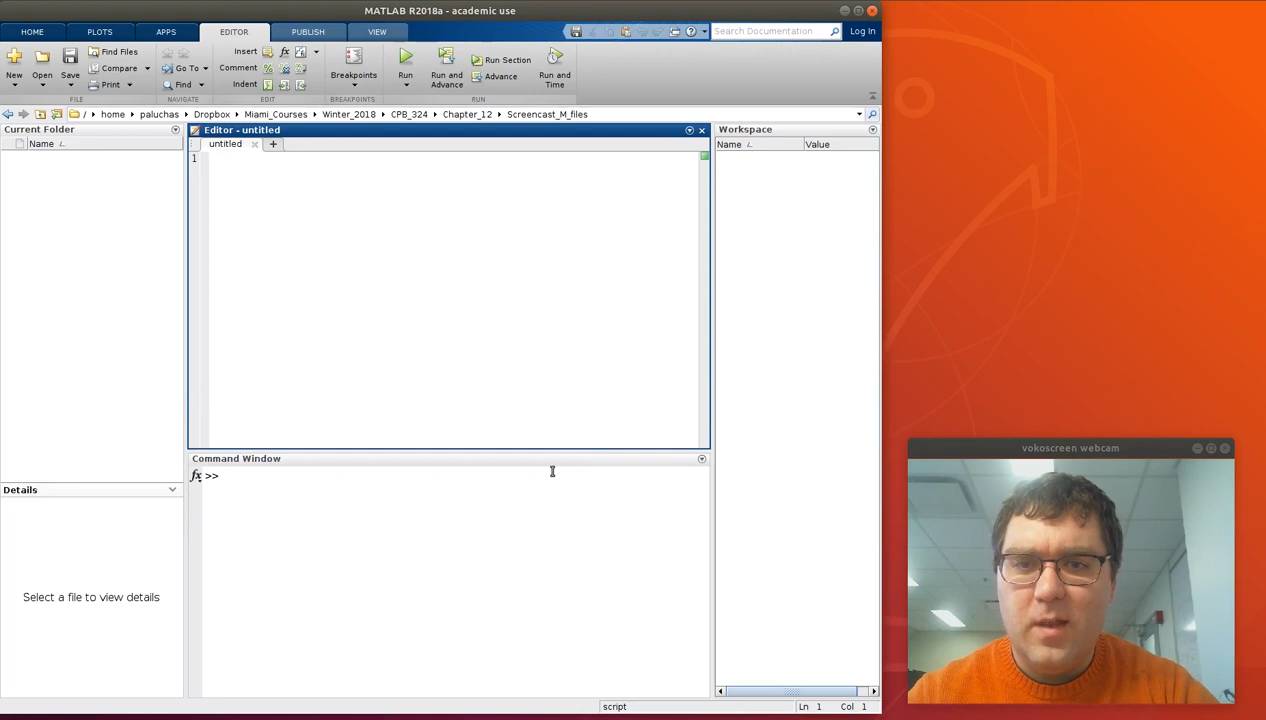 MATLAB R2018a - academic use
HOME PLOTS APPS EDITOR PUBLISH VIEW Search Documentation Log In
New Open Save Find Files Compare Print Go To Find Insert fx Comment Indent Breakpoints Run Run and Advance Run Section Advance Run and Time
FILE NAVIGATE EDIT BREAKPOINTS RUN
/ home paluchas Dropbox Miami_Courses Winter_2018 CPB_324 Chapter_12 Screencast_M_files
Current Folder
Name
Editor - untitled
untitled +
1
Workspace
Name Value
Command Window
fx >>
Details
Select a file to view details
vokoscreen webcam
script Ln 1 Col 1